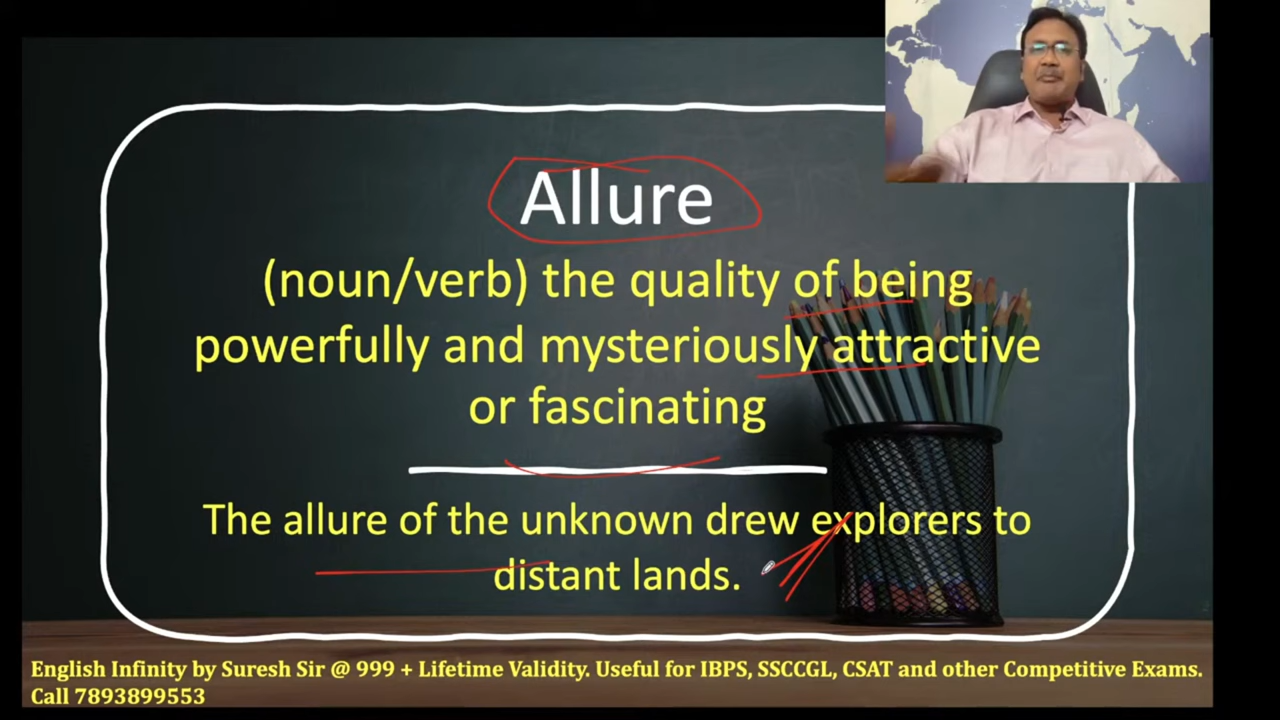 Allure
(noun/verb) the quality of being
powerfully and mysteriously attractive
or fascinating
The allure of the unknown drew explorers to
distant lands.
English Infinity by Suresh Sir @ 999 + Lifetime Validity. Useful for IBPS, SSCCGL, CSAT and other Competitive Exams.
Call 7893899553